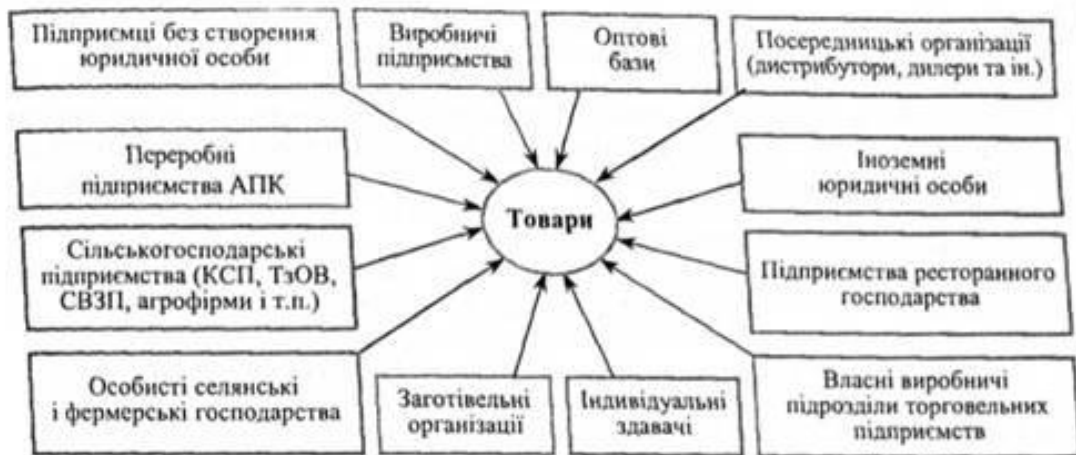 Підприємці без створення
юридичної особи
Виробничі
підприємства
Оптові
бази
Посередницькі організації
(дистрибутори, дилери та ін.)
Переробні
підприємства АПК
Товари
Іноземні
юридичні особи
Сільськогосподарські
підприємства (КСП, ТзОВ,
СВЗП, агрофірми і т.п.)
Підприємства ресторанного
господарства
Особисті селянські
і фермерські господарства
Заготівельні
організації
Індивідуальні
здавачі
Власні виробничі
підрозділи торговельних
підприємств